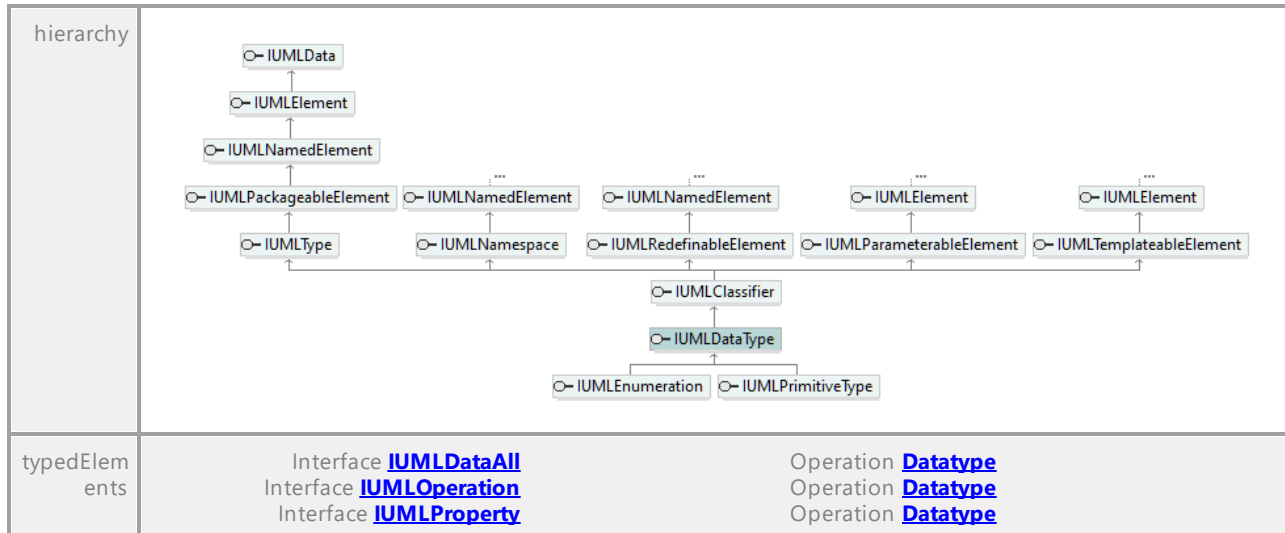 hierarchy
IUMLData
IUMLElement
IUMLNamedElement
... ... ... ...
IUMLPackageableElement IUMLNamedElement IUMLNamedElement IUMLElement IUMLElement
IUMLType IUMLNamespace IUMLRedefinableElement IUMLParameterableElement IUMLTemplateableElement
IUMLClassifier
IUMLDataType
IUMLEnumeration IUMLPrimitiveType
typedElem
ents
Interface IUMLDataAll Operation Datatype
Interface IUMLOperation Operation Datatype
Interface IUMLProperty Operation Datatype